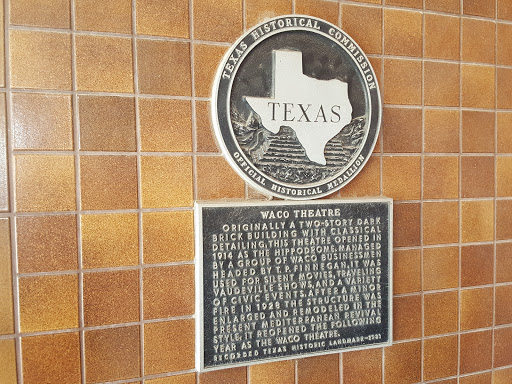 TEXAS HISTORICAL COMMISSION
TEXAS
OFFICIAL HISTORICAL MEDALLION
WACO THEATRE
ORIGINALLY A TWO-STORY DARK
BRICK BUILDING WITH CLASSICAL
DETAILING, THIS THEATRE OPENED IN
1914 AS THE HIPPODROME. MANAGED
BY A GROUP OF WACO BUSINESSMEN
HEADED BY T. P. FINNEGAN, IT WAS
USED FOR SILENT MOVIES, TRAVELING
VAUDEVILLE SHOWS, AND A VARIETY
OF CIVIC EVENTS. AFTER A MINOR
FIRE IN 1928 THE STRUCTURE WAS
ENLARGED AND REMODELED IN THE
PRESENT MEDITERRANEAN REVIVAL
STYLE. IT REOPENED THE FOLLOWING
YEAR AS THE WACO THEATRE.
RECORDED TEXAS HISTORIC LANDMARK-1981